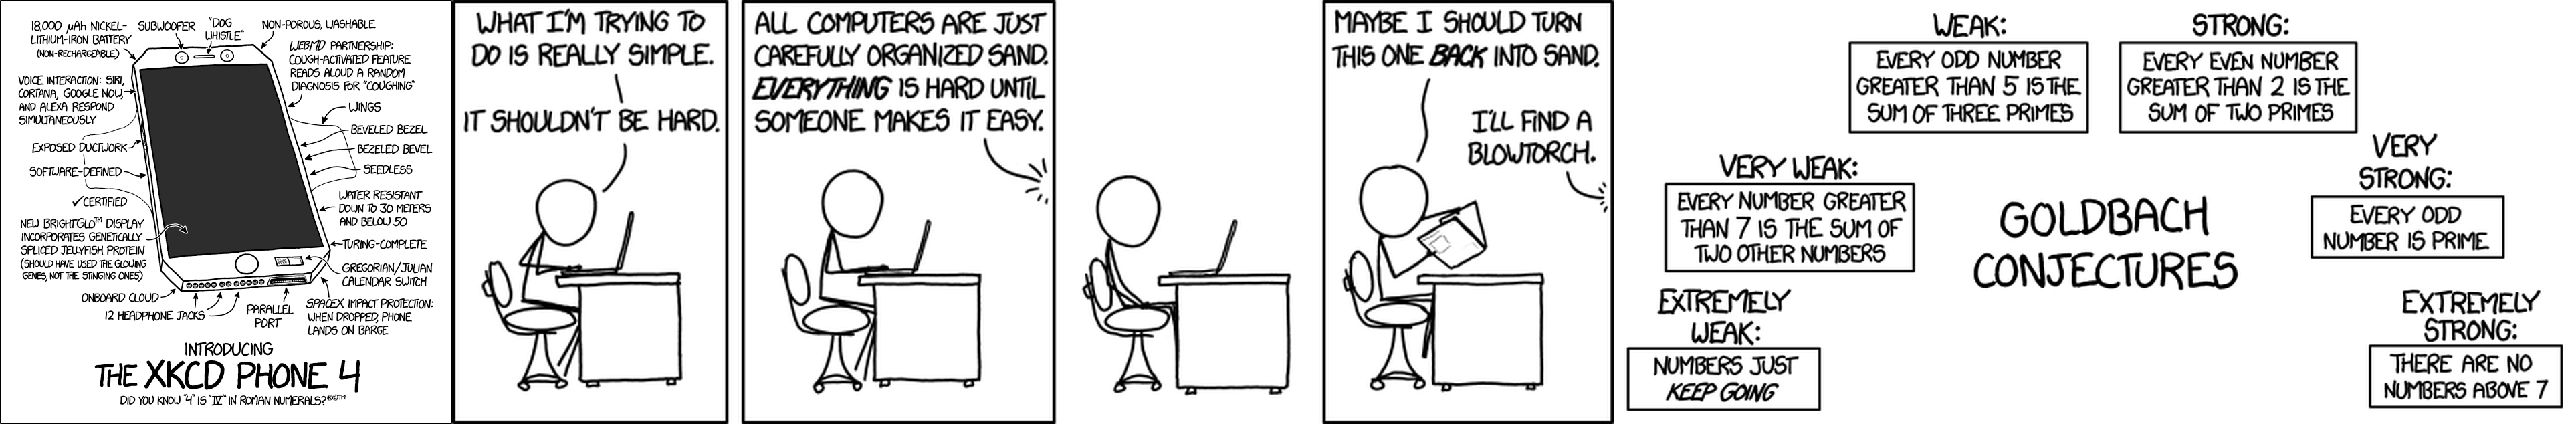 18,000 µAh NICKEL-
LITHIUM-IRON BATTERY
(NON-RECHARGEABLE)
SUBWOOFER
"DOG
WHISTLE"
NON-POROUS, WASHABLE
WEBMD PARTNERSHIP:
COUGH-ACTIVATED FEATURE
READS ALOUD A RANDOM
DIAGNOSIS FOR "COUGHING"
VOICE INTERACTION: SIRI,
CORTANA, GOOGLE NOW,
AND ALEXA RESPOND
SIMULTANEOUSLY
WINGS
BEVELED BEZEL
EXPOSED DUCTWORK
BEZELED BEVEL
SOFTWARE-DEFINED
SEEDLESS
✓CERTIFIED
WATER RESISTANT
DOWN TO 30 METERS
AND BELOW 50
NEW BRIGHTGLO™ DISPLAY
INCORPORATES GENETICALLY
SPLICED JELLYFISH PROTEIN
(SHOULD HAVE USED THE GLOWING
GENES, NOT THE STINGING ONES)
TURING-COMPLETE
GREGORIAN/JULIAN
CALENDAR SWITCH
ONBOARD CLOUD
12 HEADPHONE JACKS
PARALLEL
PORT
SPACEX IMPACT PROTECTION:
WHEN DROPPED, PHONE
LANDS ON BARGE
INTRODUCING
THE XKCD PHONE 4
DID YOU KNOW "4" IS "IV" IN ROMAN NUMERALS?®©™
WHAT I'M TRYING TO
DO IS REALLY SIMPLE.
IT SHOULDN'T BE HARD.
ALL COMPUTERS ARE JUST
CAREFULLY ORGANIZED SAND.
EVERYTHING IS HARD UNTIL
SOMEONE MAKES IT EASY.
MAYBE I SHOULD TURN
THIS ONE BACK INTO SAND.
I'LL FIND A
BLOWTORCH.
WEAK:
EVERY ODD NUMBER
GREATER THAN 5 IS THE
SUM OF THREE PRIMES
STRONG:
EVERY EVEN NUMBER
GREATER THAN 2 IS THE
SUM OF TWO PRIMES
VERY WEAK:
EVERY NUMBER GREATER
THAN 7 IS THE SUM OF
TWO OTHER NUMBERS
VERY
STRONG:
EVERY ODD
NUMBER IS PRIME
GOLDBACH
CONJECTURES
EXTREMELY
WEAK:
NUMBERS JUST
KEEP GOING
EXTREMELY
STRONG:
THERE ARE NO
NUMBERS ABOVE 7